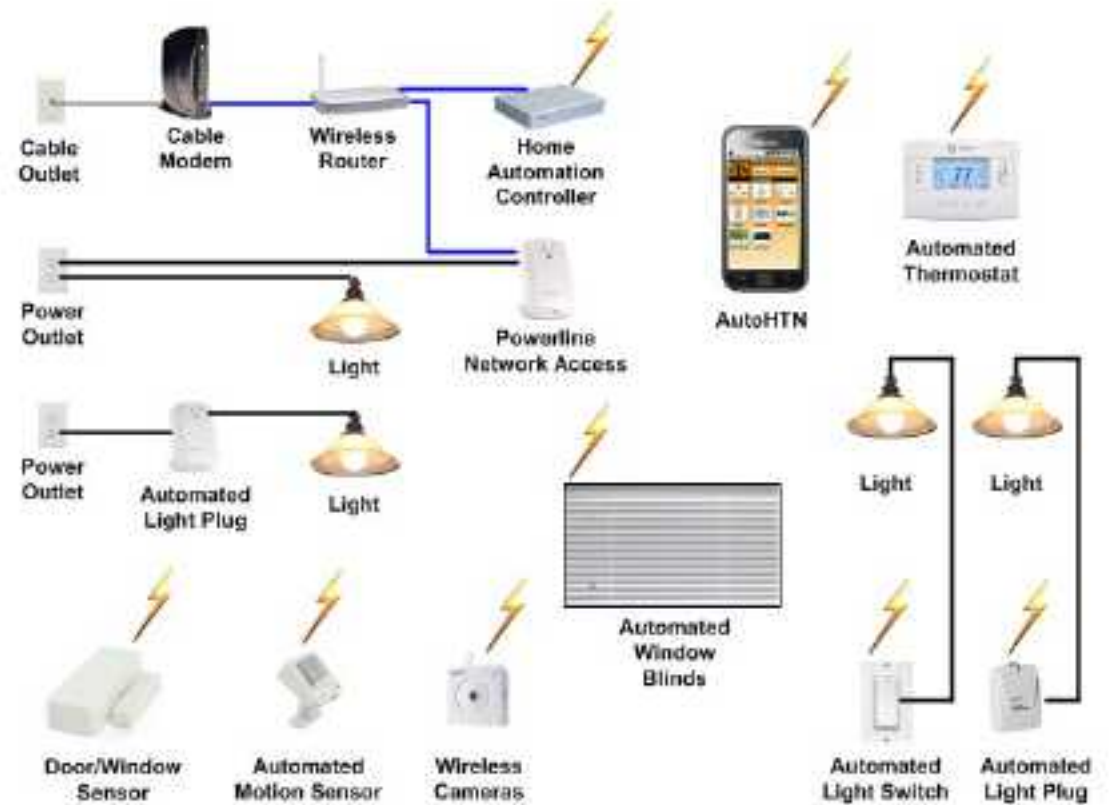 Cable
Outlet
Cable
Modem
Wireless
Router
Home
Automation
Controller
AutoHTN
Automated
Thermostat
Power
Outlet
Light
Powerline
Network Access
Power
Outlet
Automated
Light Plug
Light
Automated
Window
Blinds
Light
Light
Door/Window
Sensor
Automated
Motion Sensor
Wireless
Cameras
Automated
Light Switch
Automated
Light Plug